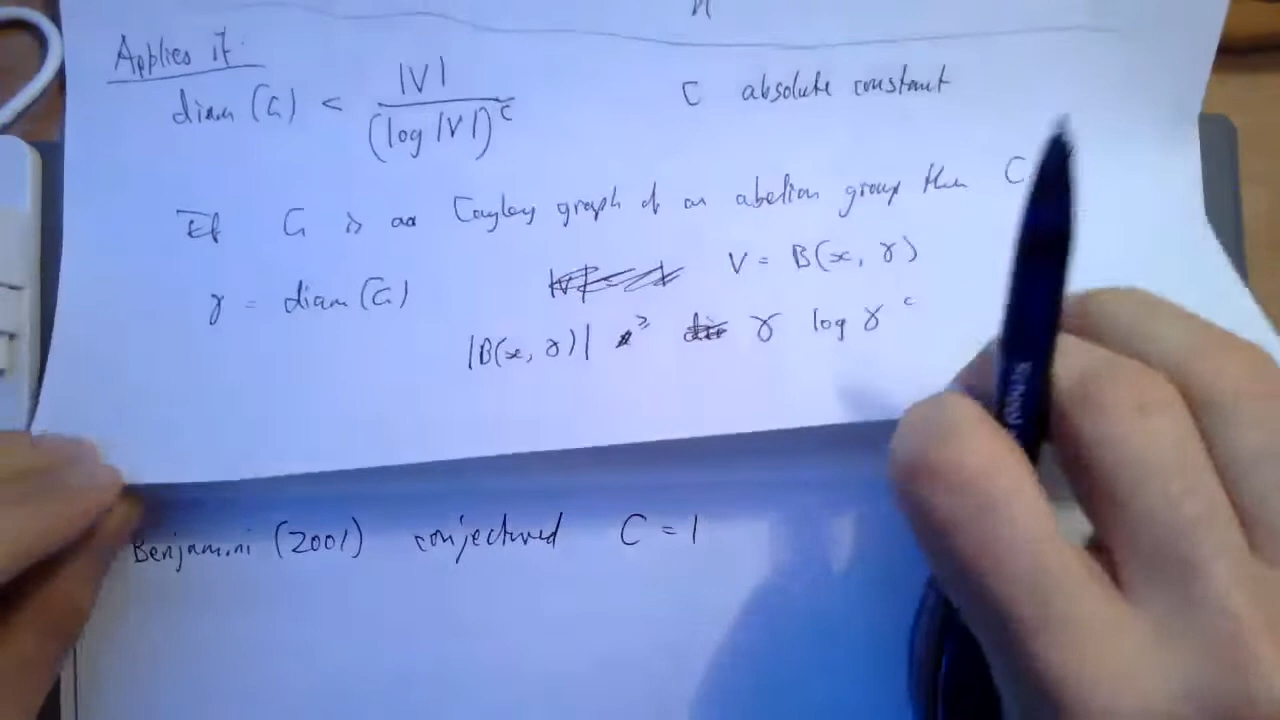 n
Applies if:
diam (G) < |V| / (log |V|)^C    C absolute constant
If G is a Cayley graph of an abelian group then C
γ = diam (G)    V = B(x, γ)
|B(x, γ)| ≥ γ log γ^C
Benjamini (2001) conjectured C = 1